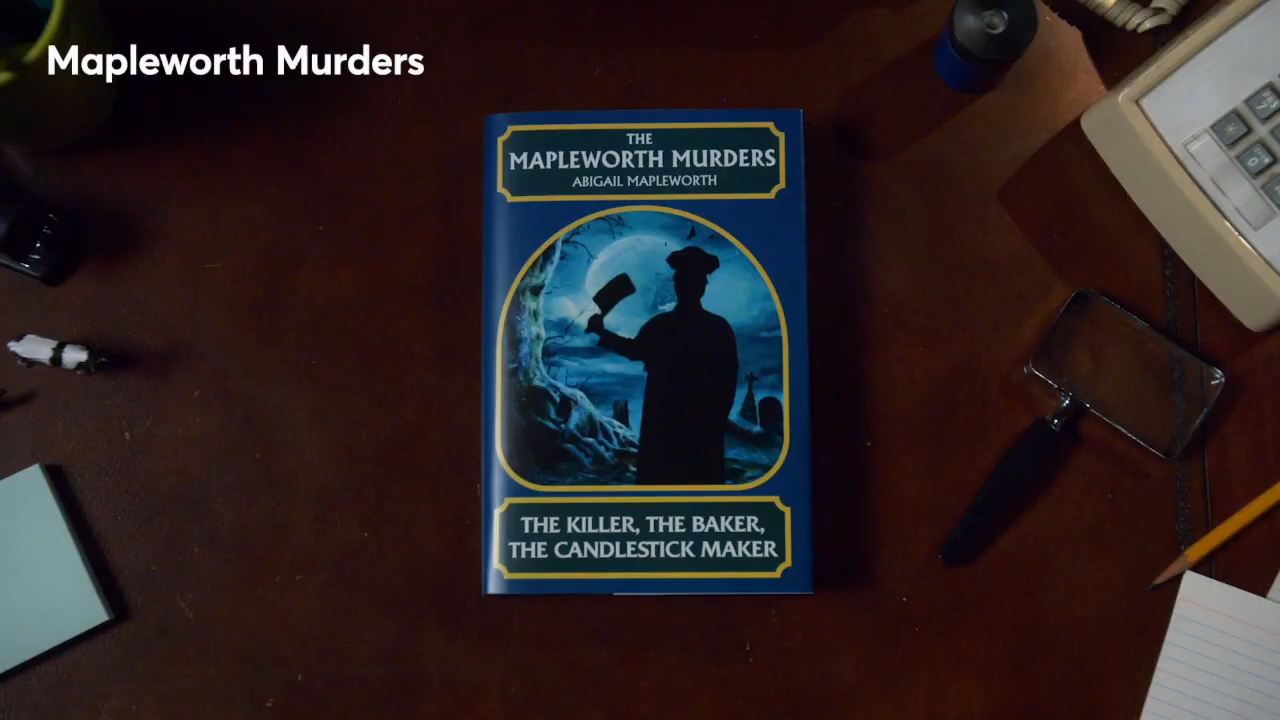 Mapleworth Murders
THE
MAPLEWORTH MURDERS
ABIGAIL MAPLEWORTH
THE KILLER, THE BAKER,
THE CANDLESTICK MAKER